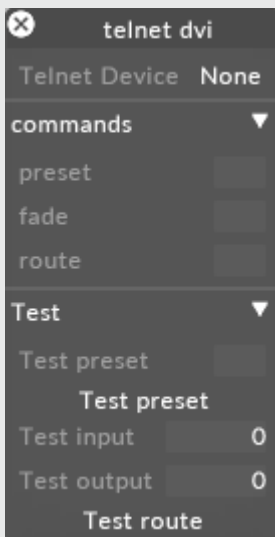 telnet dvi
Telnet Device None
commands
preset
fade
route
Test
Test preset
Test preset
Test input 0
Test output 0
Test route